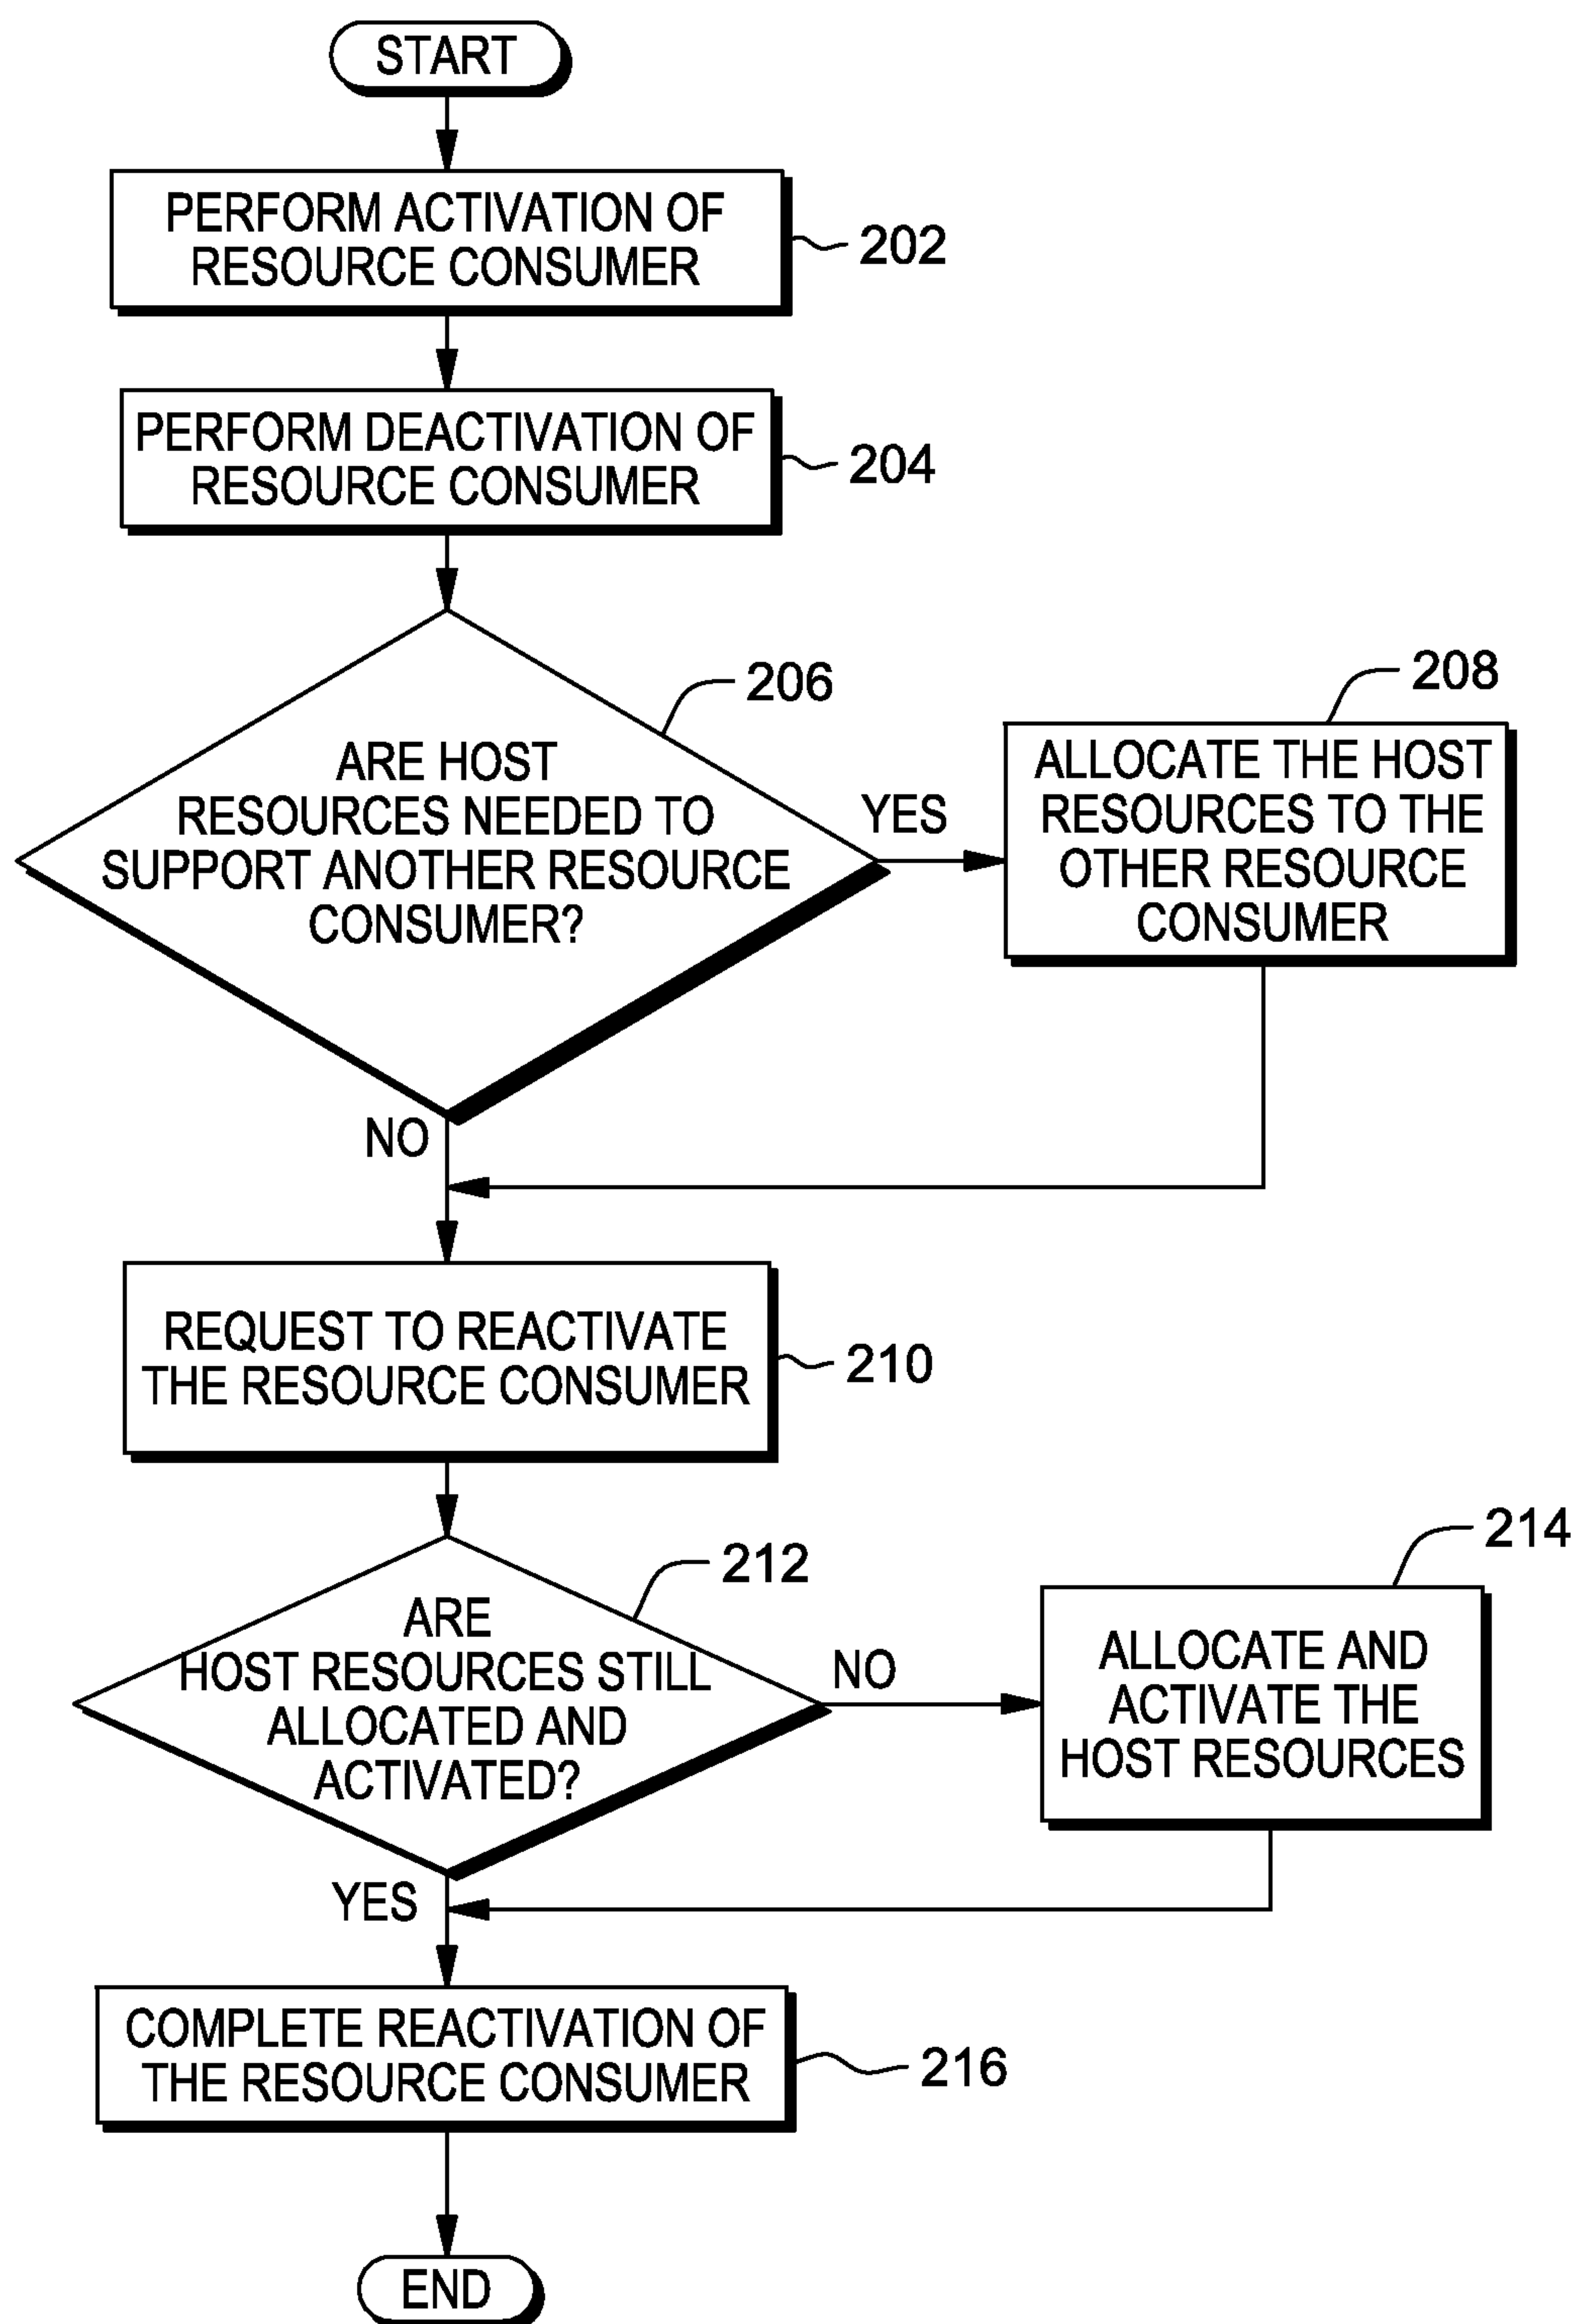 START
PERFORM ACTIVATION OF
RESOURCE CONSUMER
202
PERFORM DEACTIVATION OF
RESOURCE CONSUMER
204
206
ARE HOST
RESOURCES NEEDED TO
SUPPORT ANOTHER RESOURCE
CONSUMER?
YES
208
ALLOCATE THE HOST
RESOURCES TO THE
OTHER RESOURCE
CONSUMER
NO
REQUEST TO REACTIVATE
THE RESOURCE CONSUMER
210
212
ARE
HOST RESOURCES STILL
ALLOCATED AND
ACTIVATED?
NO
214
ALLOCATE AND
ACTIVATE THE
HOST RESOURCES
YES
COMPLETE REACTIVATION OF
THE RESOURCE CONSUMER
216
END